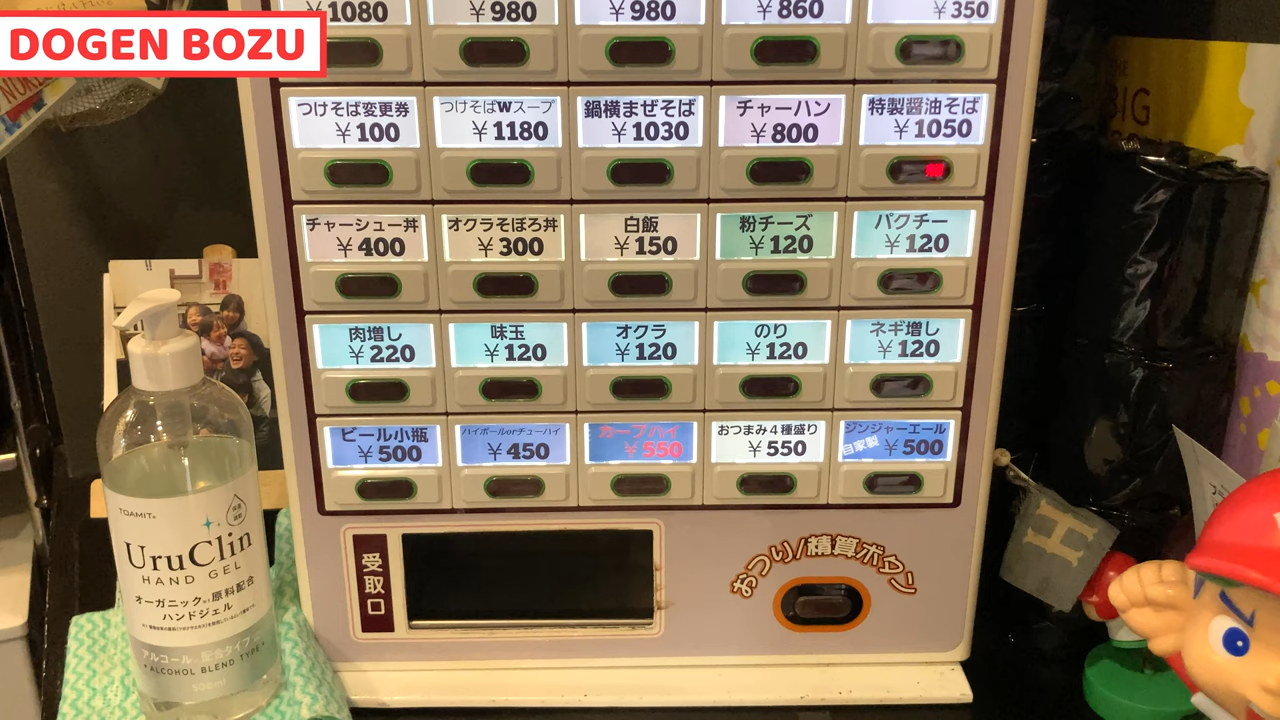 DOGEN BOZU
¥1080
¥980
¥980
¥860
¥350
つけそば変更券
¥100
つけそばWスープ
¥1180
鍋横まぜそば
¥1030
チャーハン
¥800
特製醤油そば
¥1050
チャーシュー丼
¥400
オクラそぼろ丼
¥300
白飯
¥150
粉チーズ
¥120
パクチー
¥120
肉増し
¥220
味玉
¥120
オクラ
¥120
のり
¥120
ネギ増し
¥120
ビール小瓶
¥500
ハイボールorチューハイ
¥450
カープハイ
¥550
おつまみ4種盛り
¥550
ジンジャーエール
自家製
¥500
受取口
おつり/精算ボタン
TOAMIT
UruClin
HAND GEL
オーガニック 原料配合
ハンドジェル
アルコール 配合タイプ
ALCOHOL BLEND TYPE
500ml
BIG
H